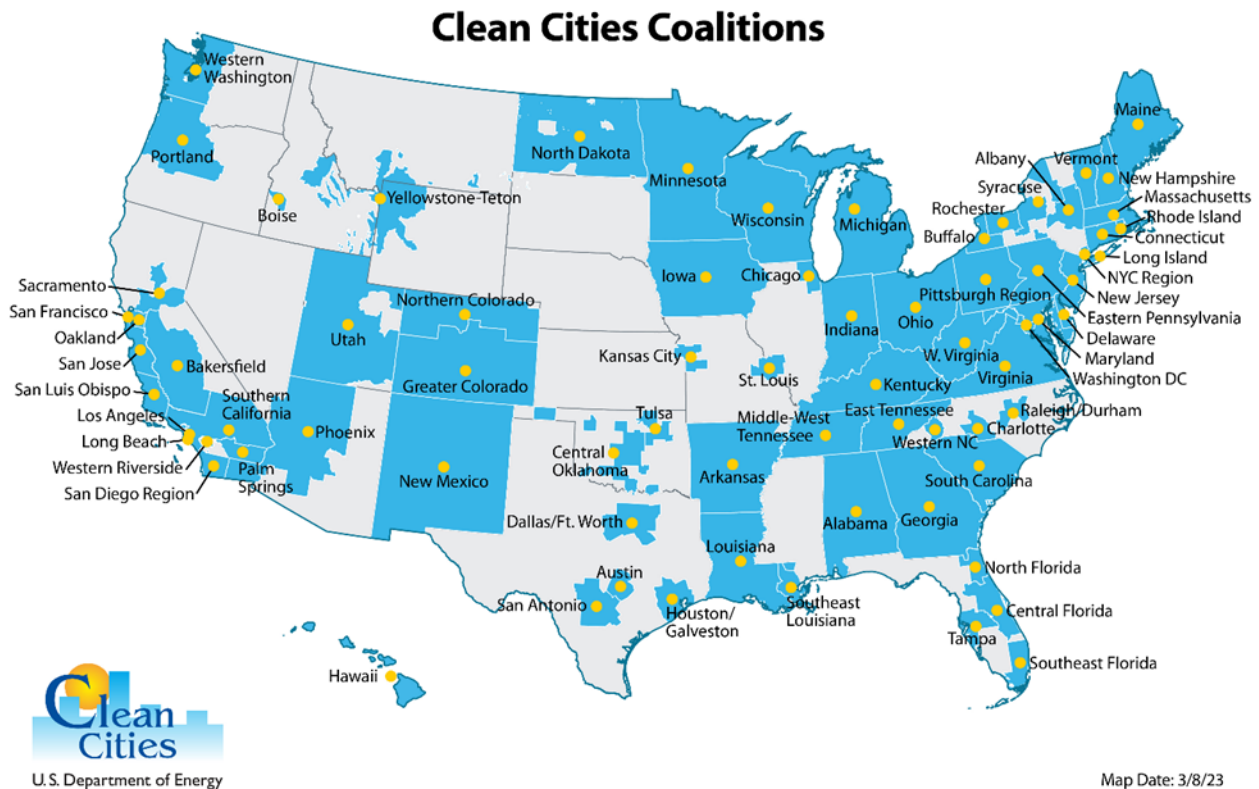 Clean Cities Coalitions
Western
Washington
Portland
Boise
Yellowstone-Teton
North Dakota
Minnesota
Wisconsin
Michigan
Iowa
Chicago
Indiana
Ohio
Maine
Albany
Vermont
Syracuse
New Hampshire
Rochester
Massachusetts
Rhode Island
Buffalo
Connecticut
Long Island
NYC Region
New Jersey
Pittsburgh Region
Eastern Pennsylvania
Delaware
Maryland
Washington DC
W. Virginia
Virginia
Kentucky
Sacramento
San Francisco
Oakland
San Jose
Bakersfield
San Luis Obispo
Southern
California
Los Angeles
Long Beach
Western Riverside
San Diego Region
Palm
Springs
Utah
Northern Colorado
Greater Colorado
Phoenix
New Mexico
Kansas City
St. Louis
Tulsa
Central
Oklahoma
Arkansas
Middle-West
Tennessee
East Tennessee
Western NC
Raleigh/Durham
Charlotte
South Carolina
Dallas/Ft. Worth
Louisiana
Alabama
Georgia
Austin
San Antonio
Houston/
Galveston
Southeast
Louisiana
North Florida
Central Florida
Tampa
Southeast Florida
Hawaii
Clean
Cities
U.S. Department of Energy
Map Date: 3/8/23